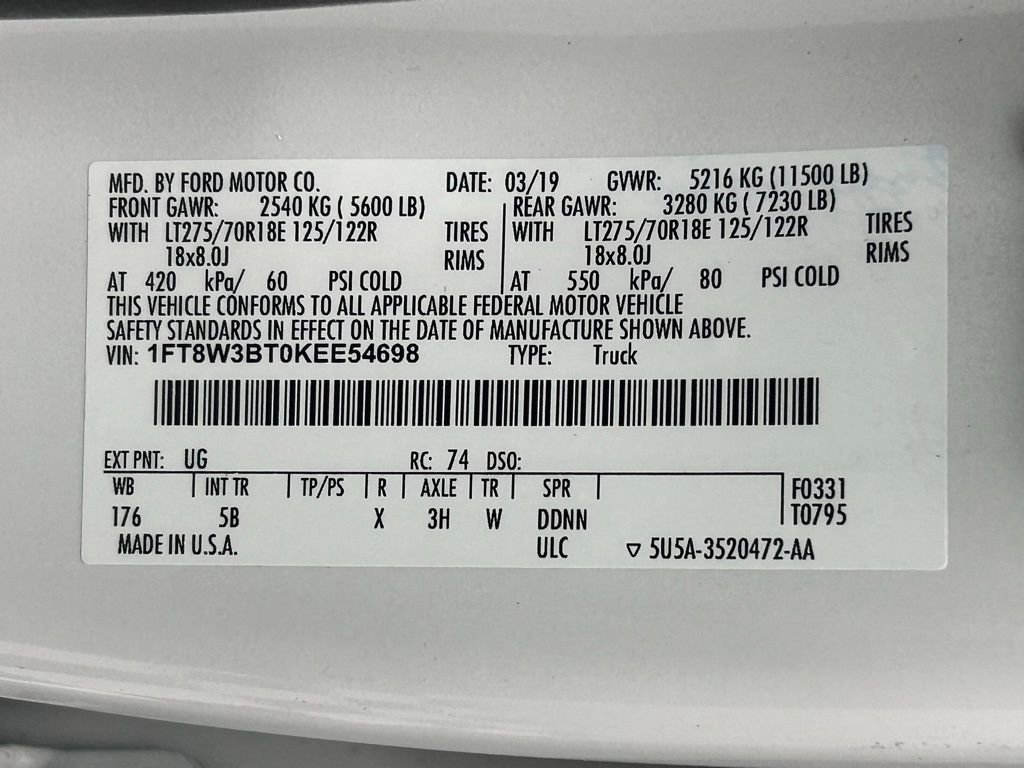 MFD. BY FORD MOTOR CO. DATE: 03/19 GVWR: 5216 KG (11500 LB)
FRONT GAWR: 2540 KG ( 5600 LB) REAR GAWR: 3280 KG ( 7230 LB)
WITH LT275/70R18E 125/122R TIRES WITH LT275/70R18E 125/122R TIRES
18x8.0J RIMS 18x8.0J RIMS
AT 420 kPa/ 60 PSI COLD AT 550 kPa/ 80 PSI COLD
THIS VEHICLE CONFORMS TO ALL APPLICABLE FEDERAL MOTOR VEHICLE
SAFETY STANDARDS IN EFFECT ON THE DATE OF MANUFACTURE SHOWN ABOVE.
VIN: 1FT8W3BT0KEE54698 TYPE: Truck
EXT PNT: UG RC: 74 DSO:
WB INT TR TP/PS R AXLE TR SPR F0331
176 5B X 3H W DDNN T0795
MADE IN U.S.A. ULC ▽ 5U5A-3520472-AA